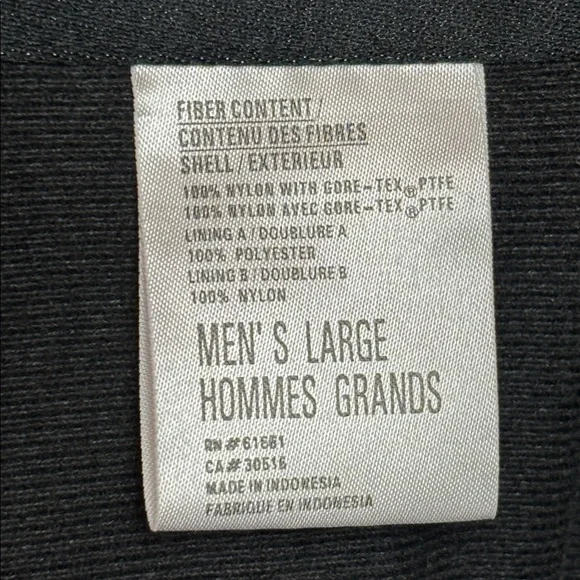 FIBER CONTENT/
CONTENU DES FIBRES
SHELL/EXTERIEUR
100% NYLON WITH GORE-TEX® PTFE
100% NYLON AVEC GORE-TEX® PTFE
LINING A/DOUBLURE A
100% POLYESTER
LINING B/DOUBLURE B
100% NYLON
MEN'S LARGE
HOMMES GRANDS
RN#61661
CA#30516
MADE IN INDONESIA
FABRIQUE EN INDONESIA